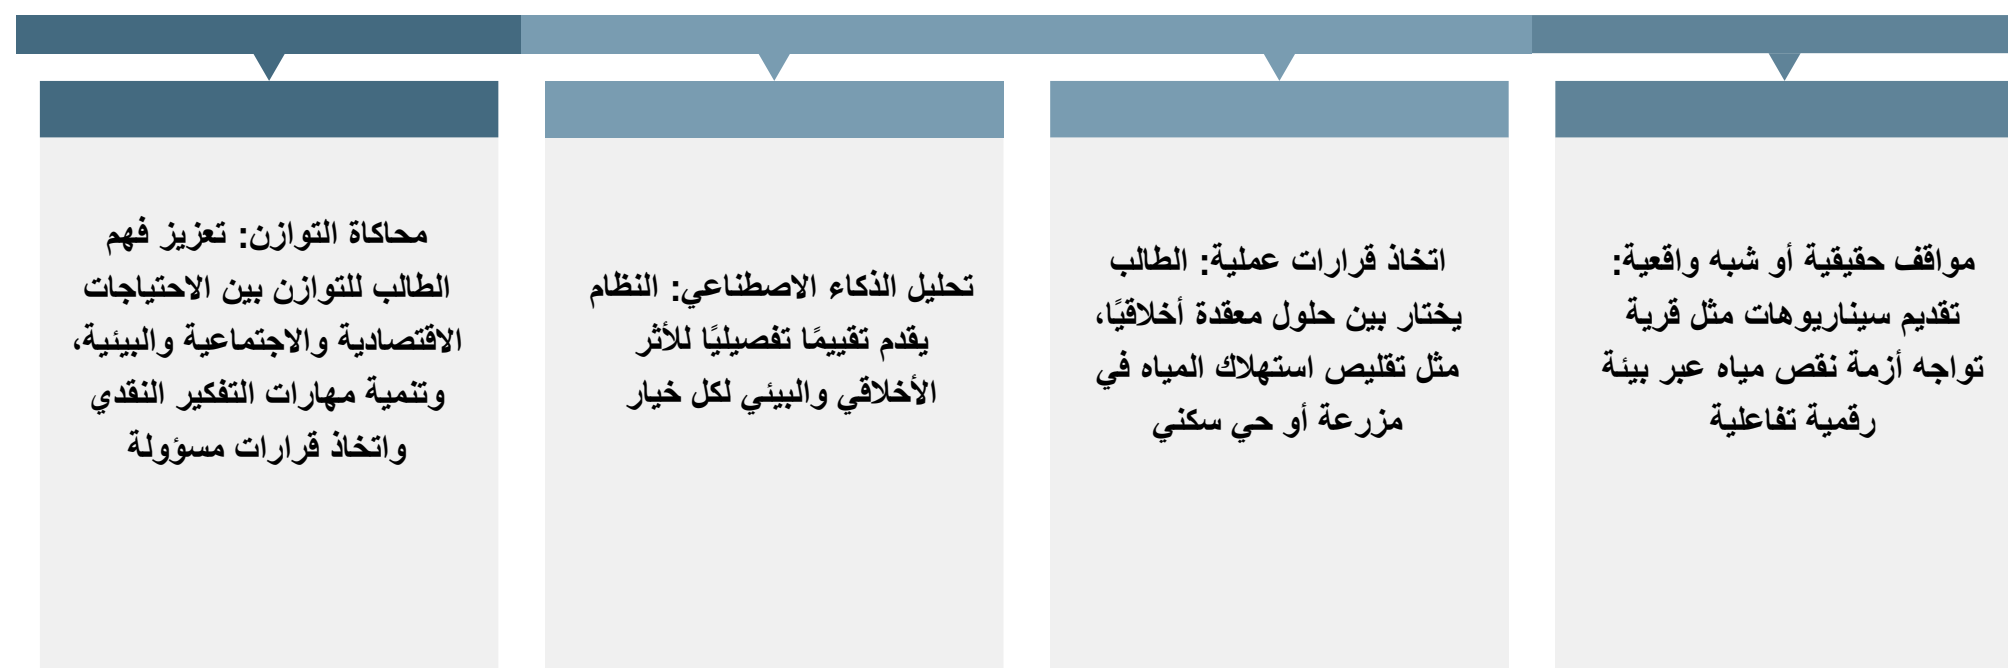 مواقف حقيقية أو شبه واقعية:
تقديم سيناريوهات مثل قرية
تواجه أزمة نقص مياه عبر بيئة
رقمية تفاعلية
اتخاذ قرارات عملية: الطالب
يختار بين حلول معقدة أخلاقيًا،
مثل تقليص استهلاك المياه في
مزرعة أو حي سكني
تحليل الذكاء الاصطناعي: النظام
يقدم تقييمًا تفصيليًا للأثر
الأخلاقي والبيئي لكل خيار
محاكاة التوازن: تعزيز فهم
الطالب للتوازن بين الاحتياجات
الاقتصادية والاجتماعية والبيئية،
وتنمية مهارات التفكير النقدي
واتخاذ قرارات مسؤولة